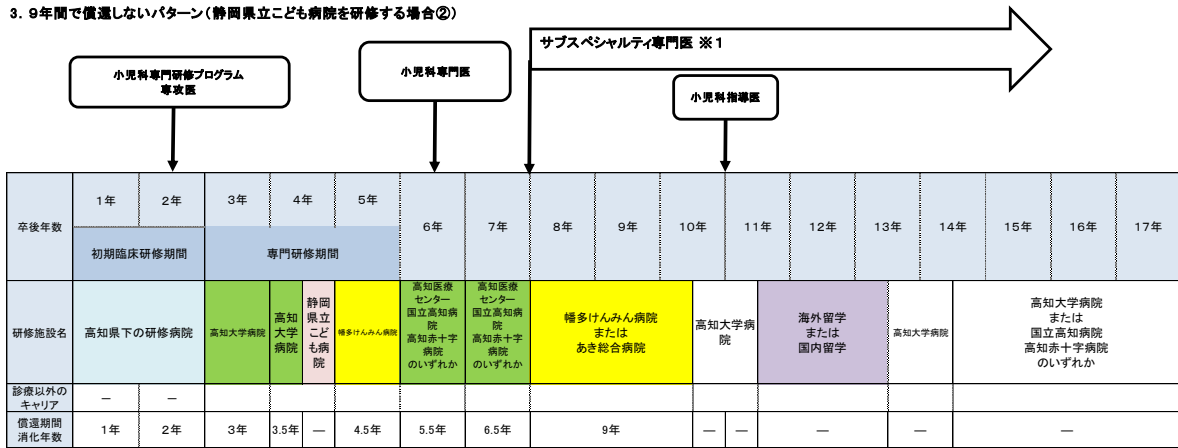 3．9年間で償還しないパターン（静岡県立こども病院を研修する場合②）
サブスペシャルティ専門医 ※1
小児科専門研修プログラム
専攻医
小児科専門医
小児科指導医
卒後年数
1年
2年
3年
4年
5年
6年
7年
8年
9年
10年
11年
12年
13年
14年
15年
16年
17年
初期臨床研修期間
専門研修期間
研修施設名
高知県下の研修病院
高知大学病院
高知
大学
病院
静岡
県立
こど
も病
院
幡多けんみん病院
高知医療
センター
国立高知病
院
高知赤十字
病院
のいずれか
高知医療
センター
国立高知病
院
高知赤十字
病院
のいずれか
幡多けんみん病院
または
あき総合病院
高知大学病
院
海外留学
または
国内留学
高知大学病院
高知大学病院
または
国立高知病院
高知赤十字病院
のいずれか
診療以外の
キャリア
－
－
償還期間
消化年数
1年
2年
3年
3.5年
－
4.5年
5.5年
6.5年
9年
－
－
－
－
－